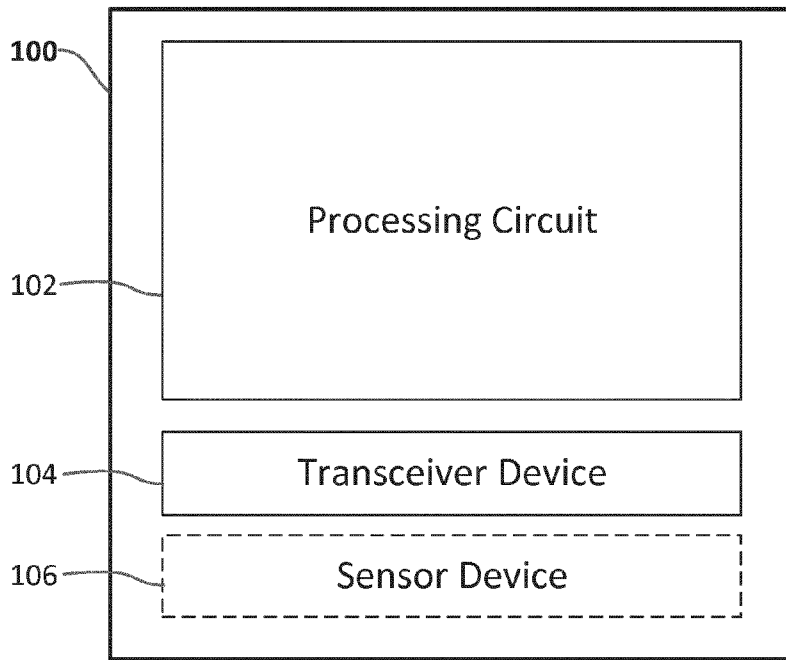 100
Processing Circuit
102
104
Transceiver Device
106
Sensor Device